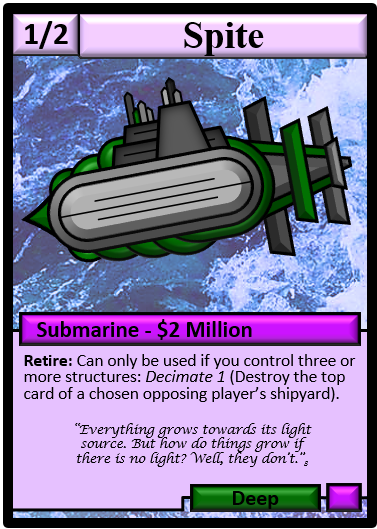 1/2 Spite
Submarine - $2 Million
Retire: Can only be used if you control three or
more structures: Decimate 1 (Destroy the top
card of a chosen opposing player's shipyard).
"Everything grows towards its light
source. But how do things grow if
there is no light? Well, they don't."s
Deep